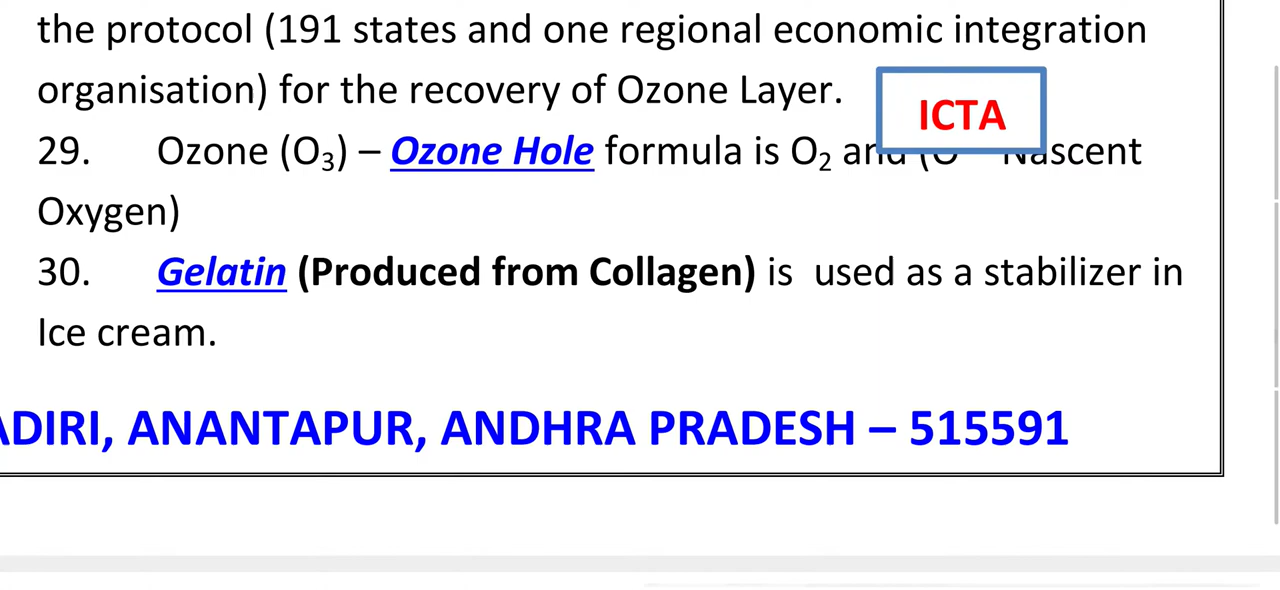 the protocol (191 states and one regional economic integration
organisation) for the recovery of Ozone Layer.
ICTA
29. Ozone (O₃) – Ozone Hole formula is O₂ and (O Nascent
Oxygen)
30. Gelatin (Produced from Collagen) is  used as a stabilizer in
Ice cream.
ADIRI, ANANTAPUR, ANDHRA PRADESH – 515591